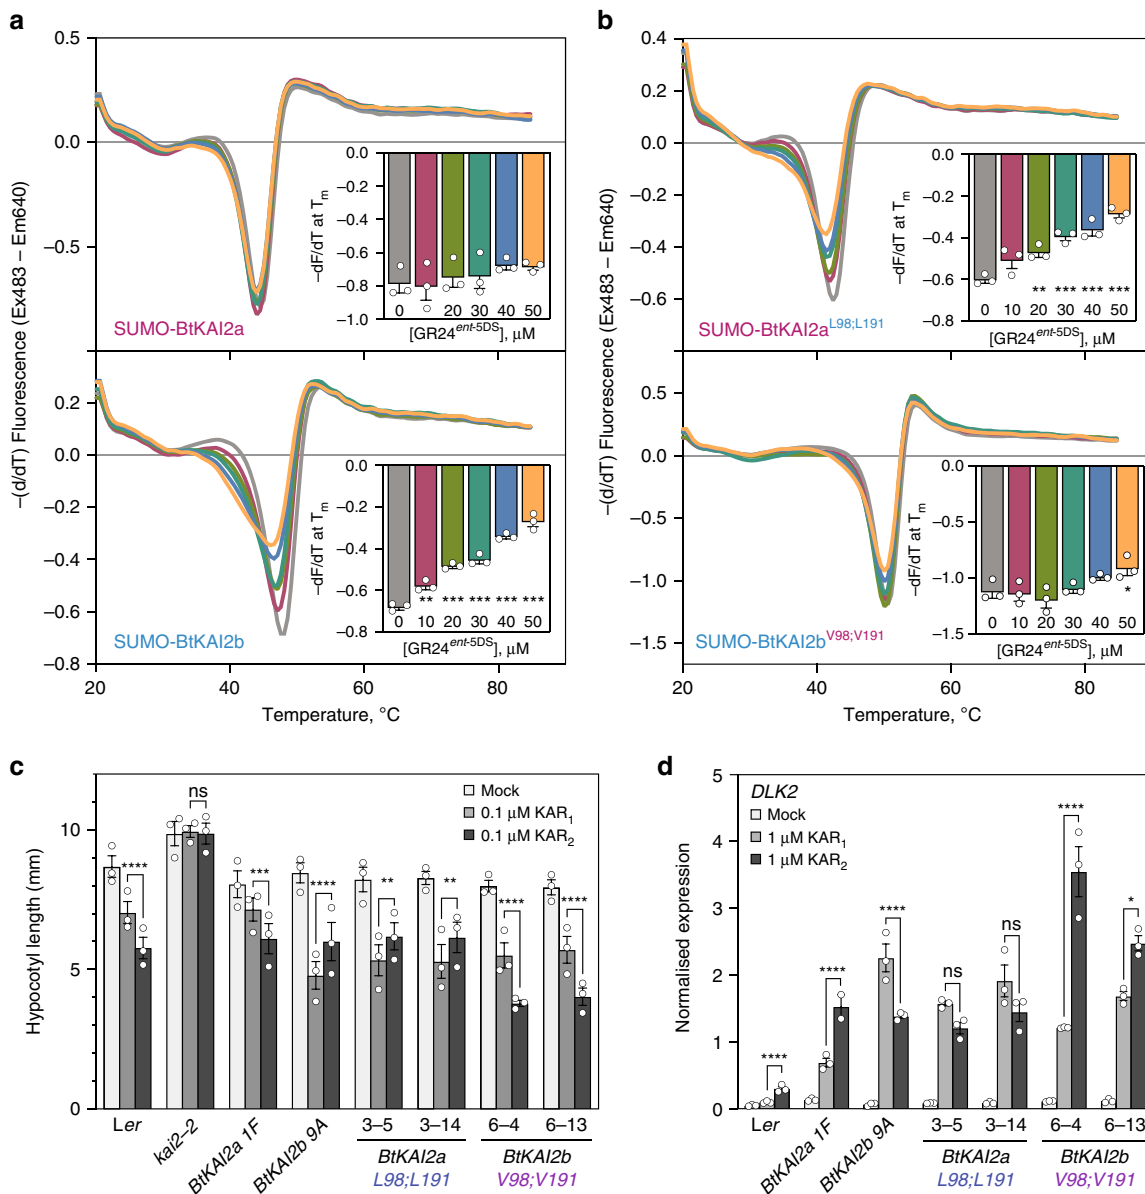 a
−(d/dT) Fluorescence (Ex483 – Em640)
0.5
0.0
−0.5
SUMO-BtKAI2a
−dF/dT at Tm
0.0
−0.2
−0.4
−0.6
−0.8
−1.0
0 10 20 30 40 50
[GR24ent-5DS], μM
0.2
0.0
−0.2
−0.4
−0.6
−0.8
SUMO-BtKAI2b
−dF/dT at Tm
0.0
−0.2
−0.4
−0.6
−0.8
** *** *** *** ***
0 10 20 30 40 50
[GR24ent-5DS], μM
20 40 60 80
Temperature, °C
b
−(d/dT) Fluorescence (Ex483 – Em640)
0.4
0.2
0.0
−0.2
−0.4
−0.6
SUMO-BtKAI2aL98;L191
−dF/dT at Tm
0.0
−0.2
−0.4
−0.6
−0.8
** *** *** ***
0 10 20 30 40 50
[GR24ent-5DS], μM
0.5
0.0
−0.5
−1.0
−1.5
SUMO-BtKAI2bV98;V191
−dF/dT at Tm
0.0
−0.5
−1.0
−1.5
*
0 10 20 30 40 50
[GR24ent-5DS], μM
20 40 60 80
Temperature, °C
c
Hypocotyl length (mm)
10
5
0
Mock
0.1 μM KAR1
0.1 μM KAR2
**** ns *** **** ** ** **** ****
Ler kai2-2 BtKAI2a 1F BtKAI2b 9A 3–5 3–14 6–4 6–13
BtKAI2a BtKAI2b
L98;L191 V98;V191
d
Normalised expression
5
4
3
2
1
0
DLK2
Mock
1 μM KAR1
1 μM KAR2
**** **** **** ns ns **** *
Ler BtKAI2a 1F BtKAI2b 9A 3–5 3–14 6–4 6–13
BtKAI2a BtKAI2b
L98;L191 V98;V191